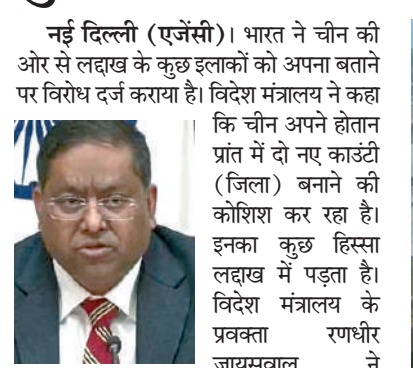 नई दिल्ली (एजेंसी)। भारत ने चीन की
ओर से लद्दाख के कुछ इलाकों को अपना बताने
पर विरोध दर्ज कराया है। विदेश मंत्रालय ने कहा
कि चीन अपने होतान
प्रांत में दो नए काउंटी
(जिला) बनाने की
कोशिश कर रहा है।
इनका कुछ हिस्सा
लद्दाख में पड़ता है।
विदेश मंत्रालय के
प्रवक्ता रणधीर
जायसवाल ने